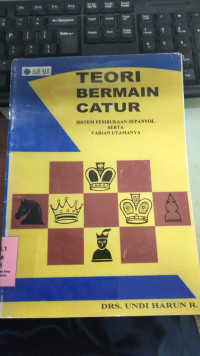 TEORI
BERMAIN
CATUR
SISTEM PEMBUKAAN SEPANYOL
SERTA
VARIAN UTAMANYA
DRS. UNDI HARUN R.